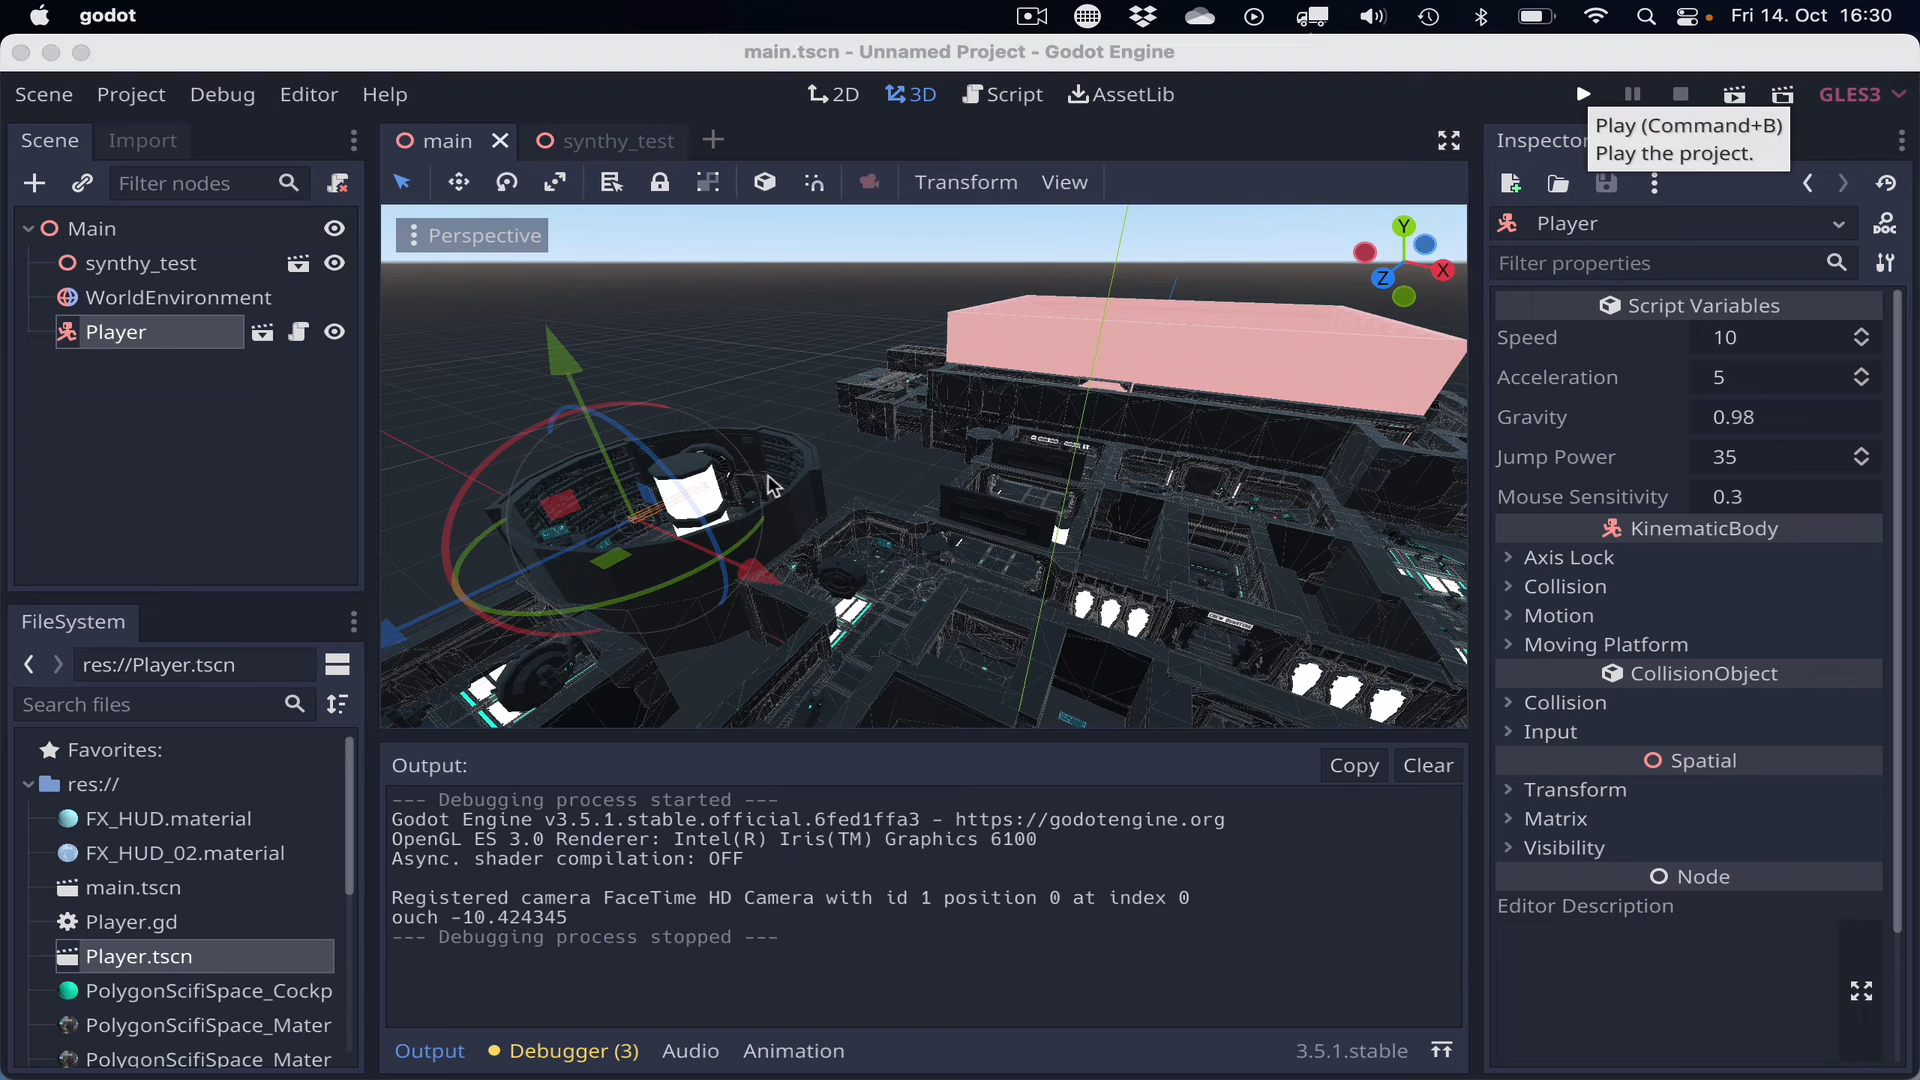 godot
Fri 14. Oct 16:30
main.tscn - Unnamed Project - Godot Engine
Scene Project Debug Editor Help
2D 3D Script AssetLib
GLES3
Play (Command+B)
Play the project.
Scene Import
main synthy_test
Inspector
Filter nodes
Transform View
Main
synthy_test
WorldEnvironment
Player
Perspective
Y
X
Z
Player
DOC
Filter properties
Script Variables
Speed 10
Acceleration 5
Gravity 0.98
Jump Power 35
Mouse Sensitivity 0.3
KinematicBody
Axis Lock
Collision
Motion
Moving Platform
CollisionObject
Collision
Input
Spatial
Transform
Matrix
Visibility
Node
Editor Description
FileSystem
res://Player.tscn
Search files
Favorites:
res://
FX_HUD.material
FX_HUD_02.material
main.tscn
Player.gd
Player.tscn
PolygonScifiSpace_Cockp
PolygonScifiSpace_Mater
PolygonScifiSpace_Mater
Output:
Copy Clear
--- Debugging process started ---
Godot Engine v3.5.1.stable.official.6fed1ffa3 - https://godotengine.org
OpenGL ES 3.0 Renderer: Intel(R) Iris(TM) Graphics 6100
Async. shader compilation: OFF
Registered camera FaceTime HD Camera with id 1 position 0 at index 0
ouch -10.424345
--- Debugging process stopped ---
Output Debugger (3) Audio Animation
3.5.1.stable